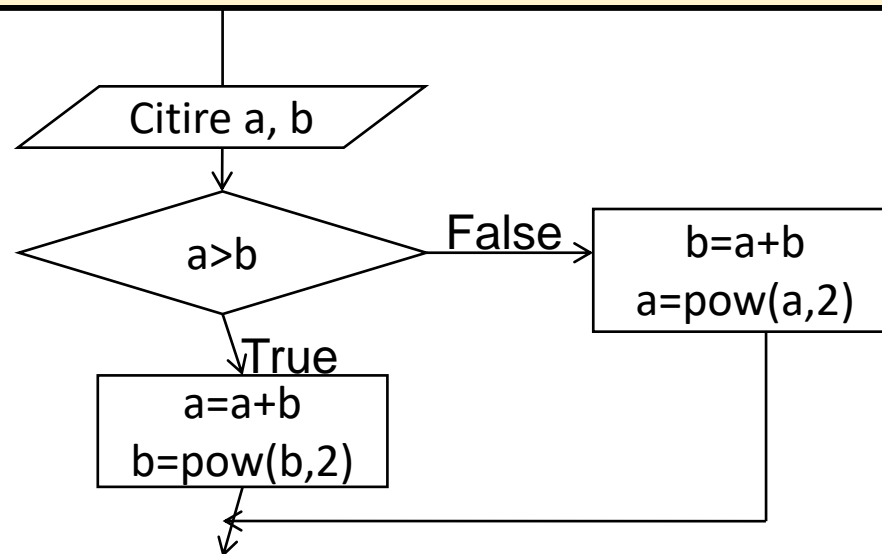 Citire a, b
a>b
False
b=a+b
a=pow(a,2)
True
a=a+b
b=pow(b,2)